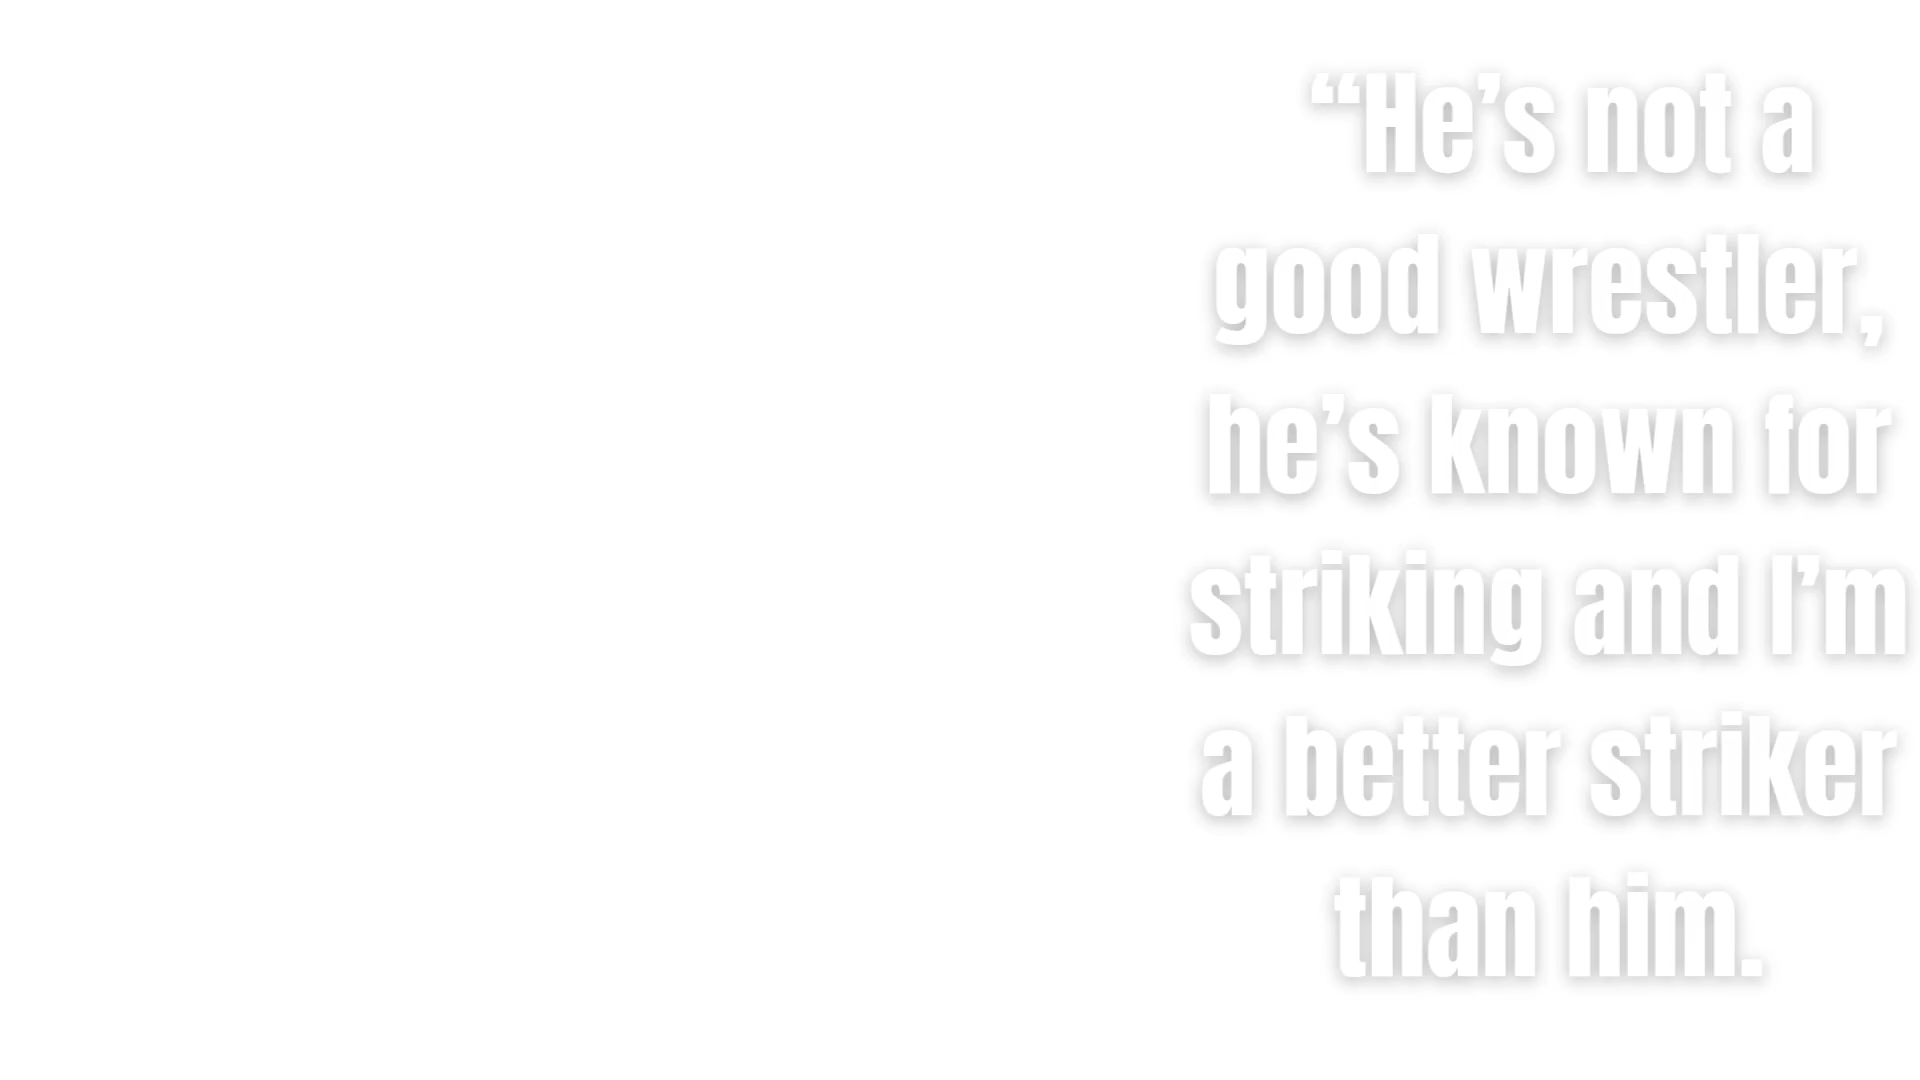 “He’s not a
good wrestler,
he’s known for
striking and I’m
a better striker
than him.